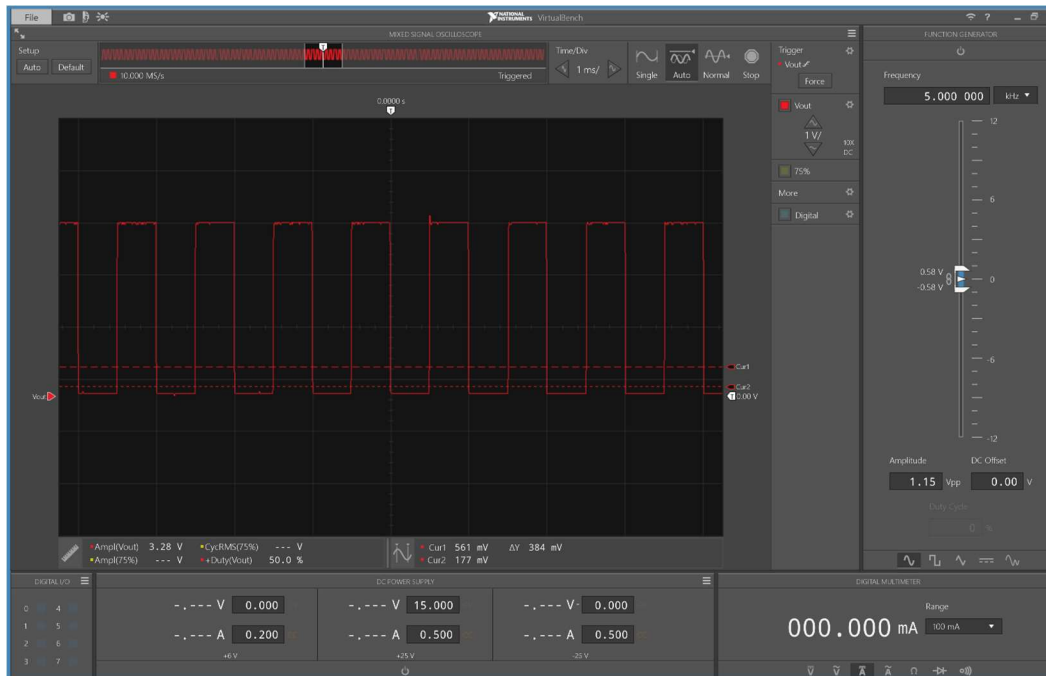 File
NATIONAL INSTRUMENTS VirtualBench
?
MIXED SIGNAL OSCILLOSCOPE
Setup
Auto Default
10.000 MS/s
Triggered
T
Time/Div
1 ms/
Single Auto Normal Stop
Trigger
Vout
Force
0.0000 s
T
Vout
1 V/
10X
DC
75%
More
Digital
Cur1
Cur2
T 0.00 V
Vout
Ampl(Vout) 3.28 V CycRMS(75%) --- V
Ampl(75%) --- V +Duty(Vout) 50.0 %
Cur1 561 mV ΔY 384 mV
Cur2 177 mV
FUNCTION GENERATOR
Frequency
5.000 000 kHz
12
6
0.58 V
0
-0.58 V
-6
-12
Amplitude DC Offset
1.15 Vpp 0.00 V
Duty Cycle
0 %
DIGITAL I/O
0 4
1 5
2 6
3 7
DC POWER SUPPLY
-.--- V 0.000
-.--- A 0.200
+6 V
-.--- V 15.000
-.--- A 0.500
+25 V
-.--- V - 0.000
-.--- A 0.500
-25 V
DIGITAL MULTIMETER
000.000 mA
Range
100 mA
V V A A Ω